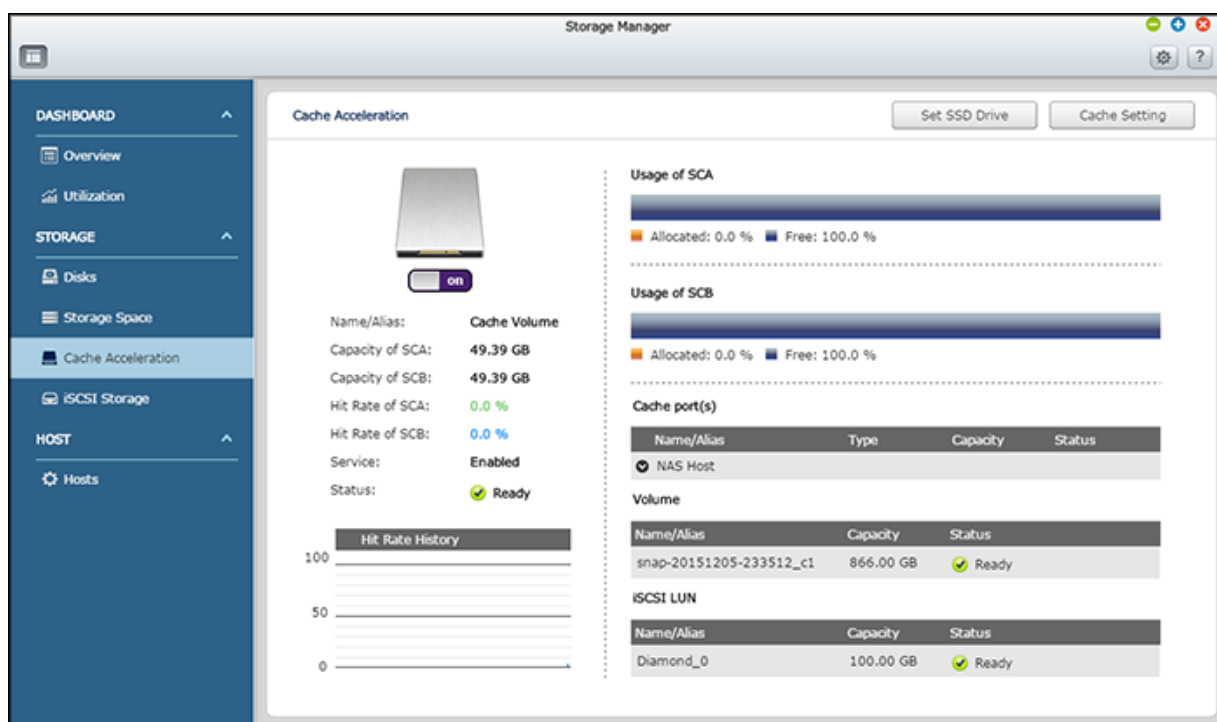 Storage Manager
?
DASHBOARD
Overview
Utilization
STORAGE
Disks
Storage Space
Cache Acceleration
iSCSI Storage
HOST
Hosts
Cache Acceleration
Set SSD Drive
Cache Setting
on
Name/Alias: Cache Volume
Capacity of SCA: 49.39 GB
Capacity of SCB: 49.39 GB
Hit Rate of SCA: 0.0 %
Hit Rate of SCB: 0.0 %
Service: Enabled
Status: Ready
Hit Rate History
100
50
0
Usage of SCA
Allocated: 0.0 % Free: 100.0 %
Usage of SCB
Allocated: 0.0 % Free: 100.0 %
Cache port(s)
Name/Alias Type Capacity Status
NAS Host
Volume
Name/Alias Capacity Status
snap-20151205-233512_c1 866.00 GB Ready
iSCSI LUN
Name/Alias Capacity Status
Diamond_0 100.00 GB Ready